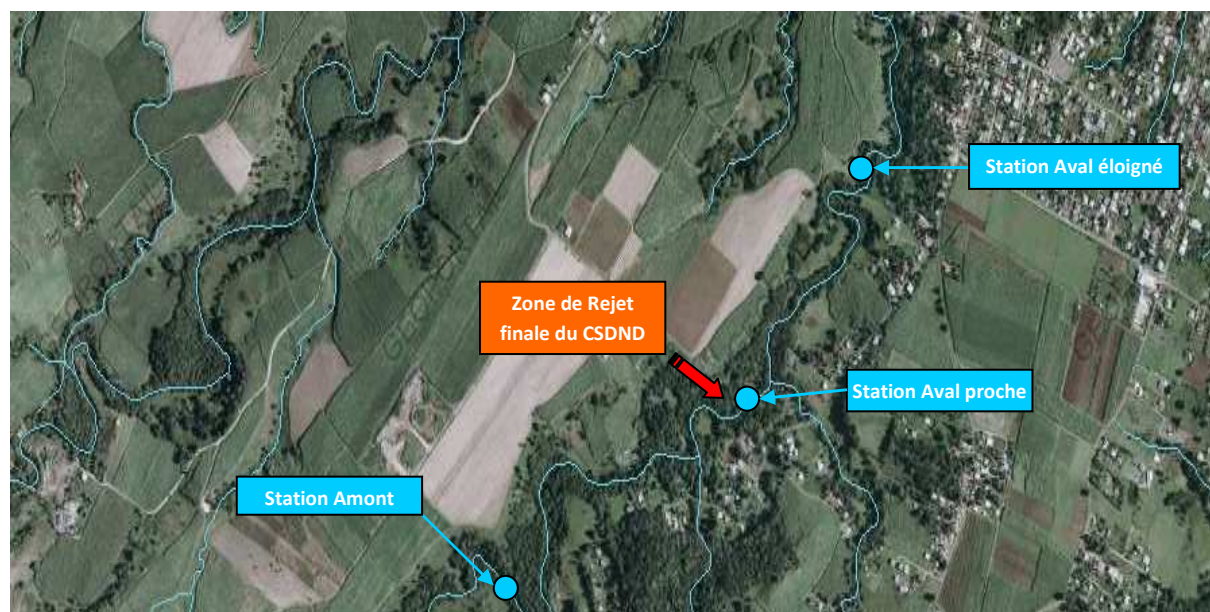 Station Aval éloigné
Zone de Rejet
finale du CSDND
Station Aval proche
Station Amont